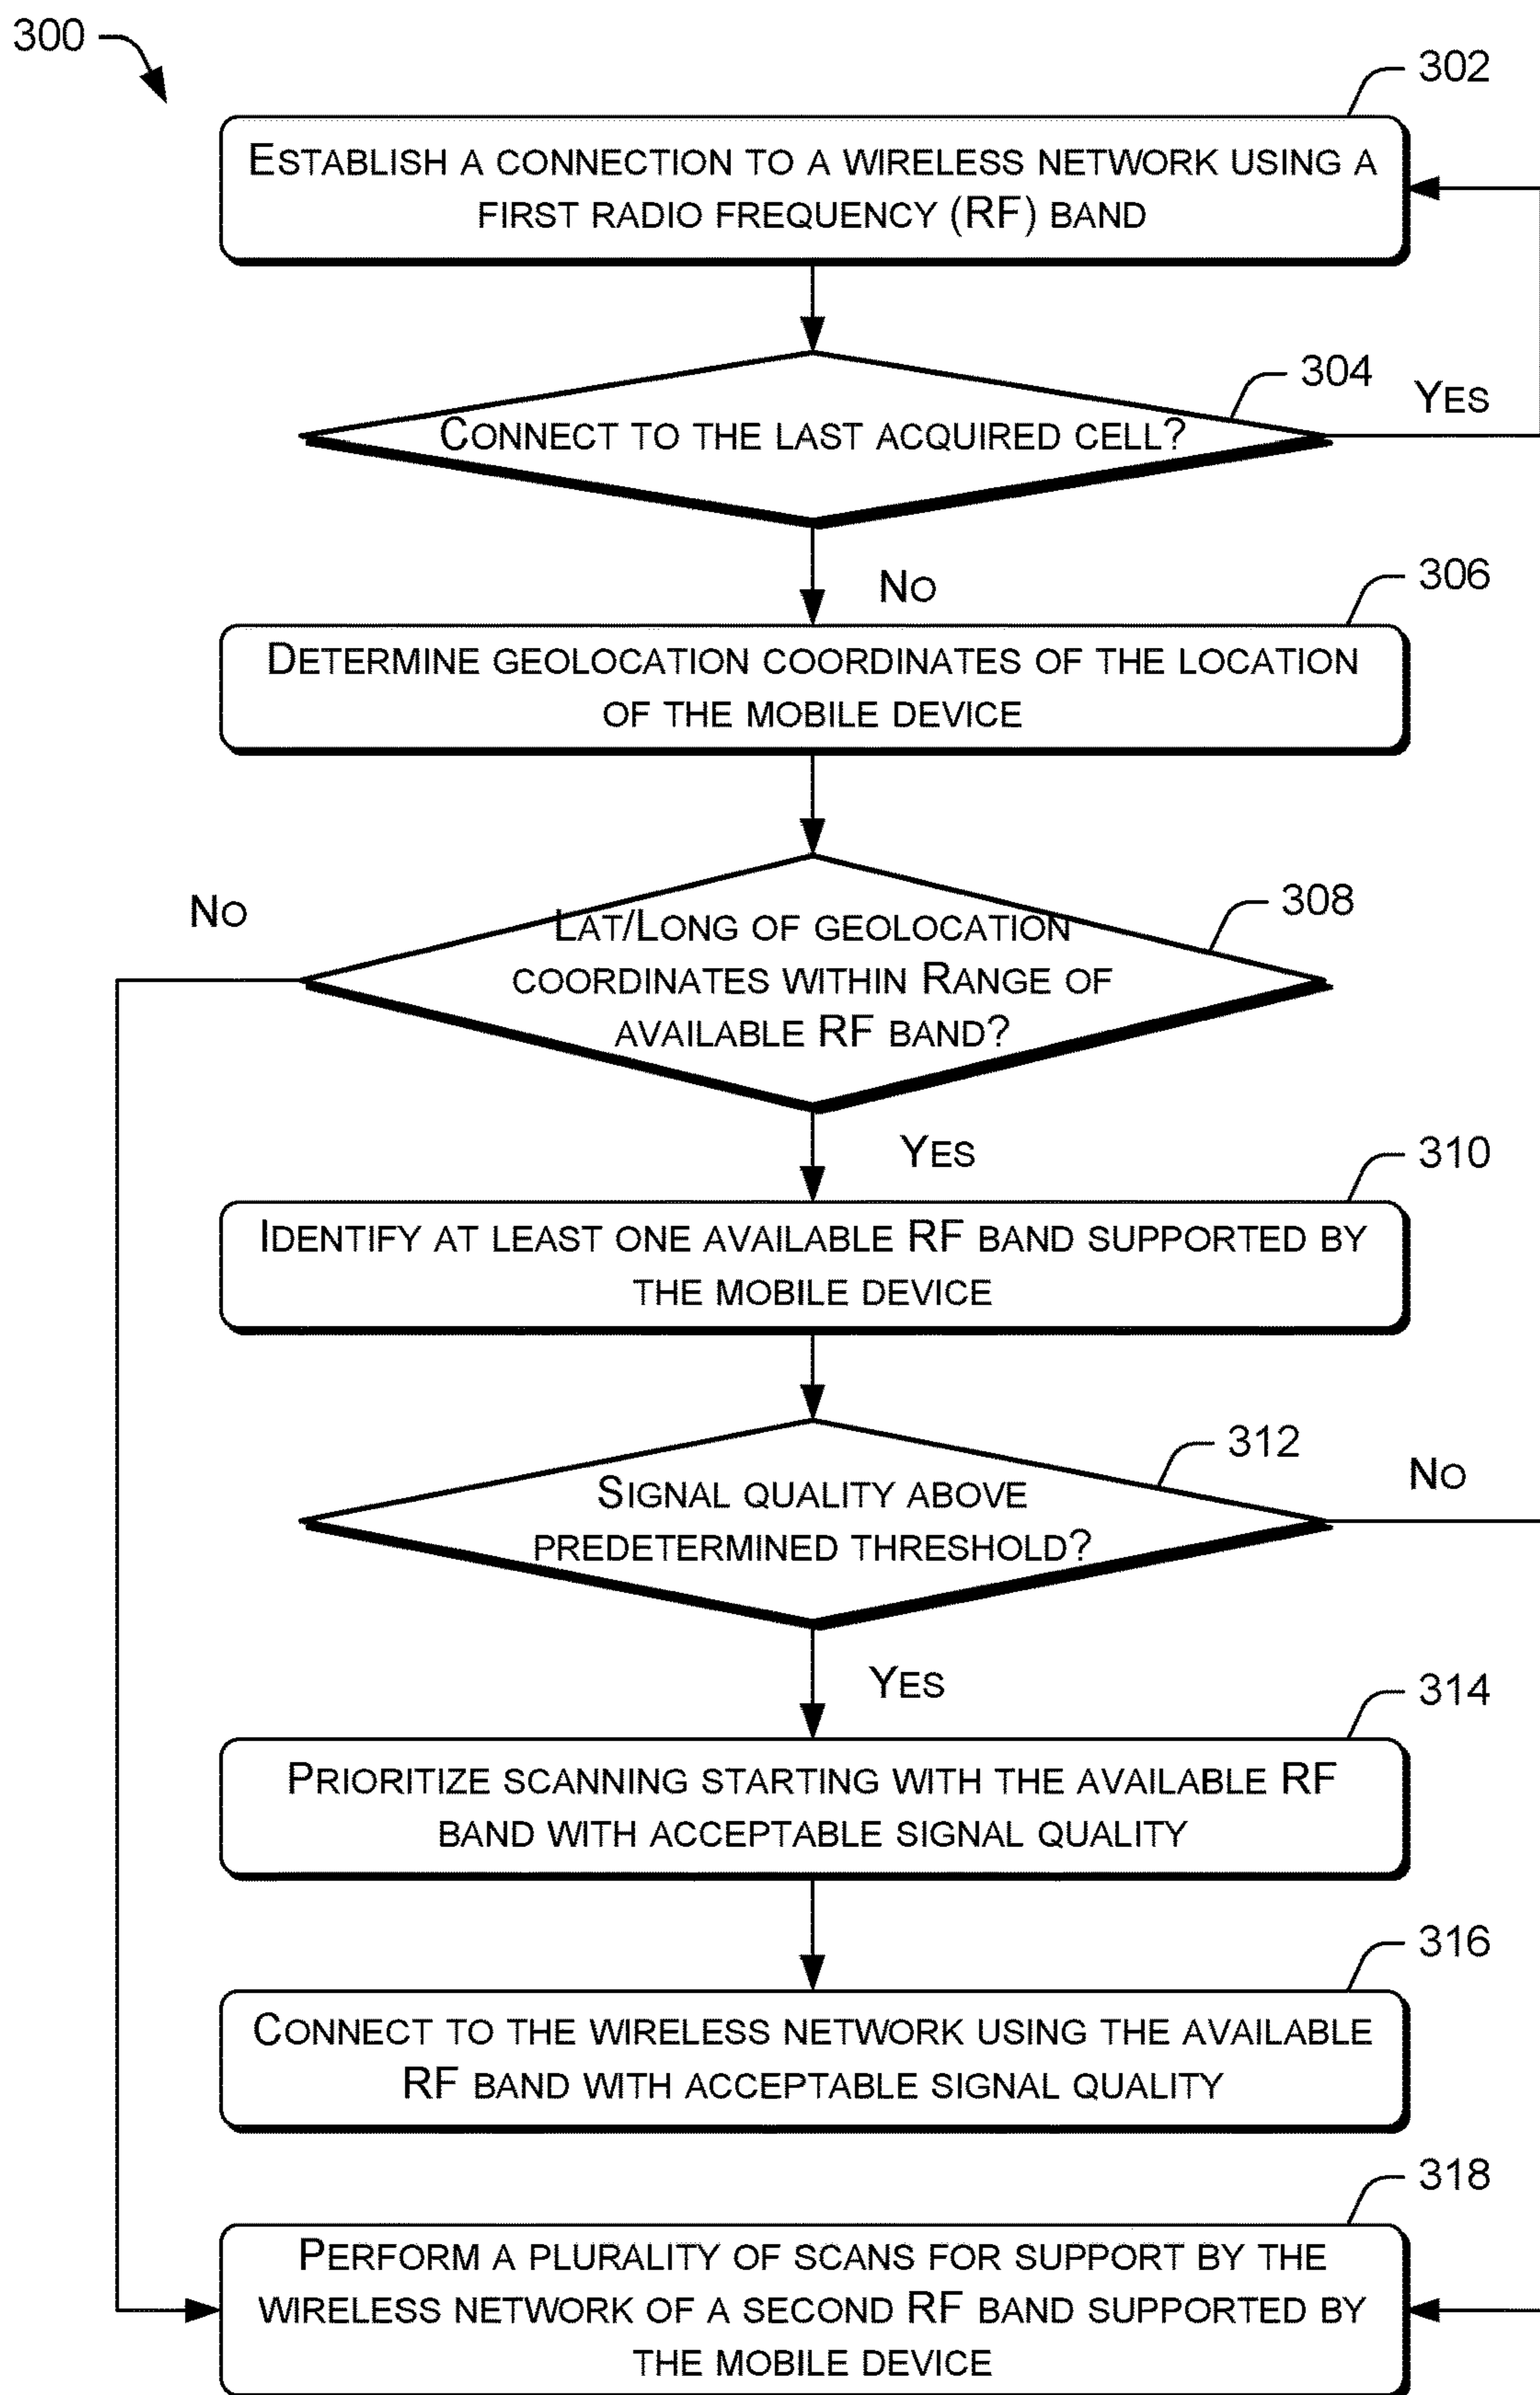 300
302
ESTABLISH A CONNECTION TO A WIRELESS NETWORK USING A
FIRST RADIO FREQUENCY (RF) BAND
304
YES
CONNECT TO THE LAST ACQUIRED CELL?
NO
306
DETERMINE GEOLOCATION COORDINATES OF THE LOCATION
OF THE MOBILE DEVICE
NO
308
LAT/LONG OF GEOLOCATION
COORDINATES WITHIN RANGE OF
AVAILABLE RF BAND?
YES
310
IDENTIFY AT LEAST ONE AVAILABLE RF BAND SUPPORTED BY
THE MOBILE DEVICE
312
NO
SIGNAL QUALITY ABOVE
PREDETERMINED THRESHOLD?
YES
314
PRIORITIZE SCANNING STARTING WITH THE AVAILABLE RF
BAND WITH ACCEPTABLE SIGNAL QUALITY
316
CONNECT TO THE WIRELESS NETWORK USING THE AVAILABLE
RF BAND WITH ACCEPTABLE SIGNAL QUALITY
318
PERFORM A PLURALITY OF SCANS FOR SUPPORT BY THE
WIRELESS NETWORK OF A SECOND RF BAND SUPPORTED BY
THE MOBILE DEVICE